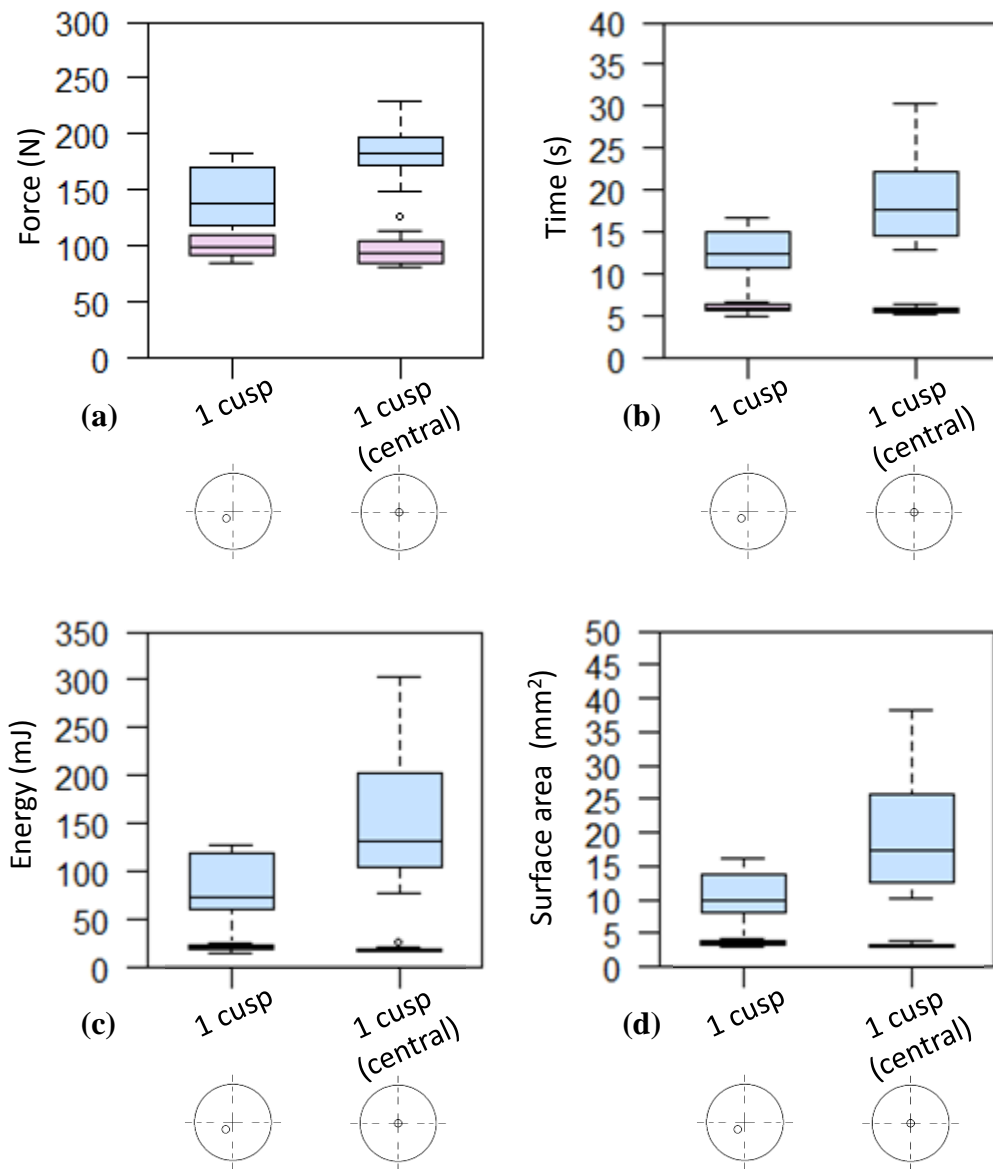 300
250
200
150
100
50
0
Force (N)
1 cusp
1 cusp
(central)
(a)
40
35
30
25
20
15
10
5
0
Time (s)
1 cusp
1 cusp
(central)
(b)
350
300
250
200
150
100
50
0
Energy (mJ)
1 cusp
1 cusp
(central)
(c)
50
45
40
35
30
25
20
15
10
5
0
Surface area (mm²)
1 cusp
1 cusp
(central)
(d)